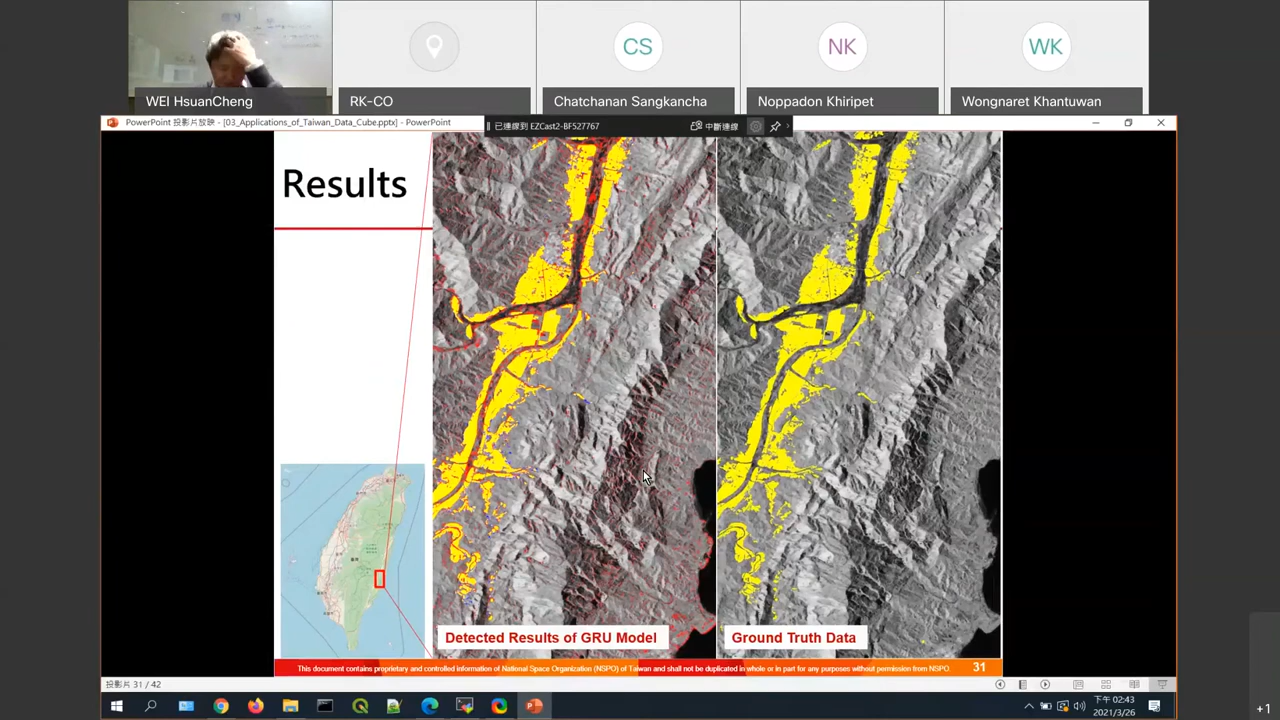 CS
NK
WK
WEI HsuanCheng
RK-CO
Chatchanan Sangkancha
Noppadon Khiripet
Wongnaret Khantuwan
PowerPoint 投影片放映 - [03_Applications_of_Taiwan_Data_Cube.pptx] - PowerPoint
已連線到 EZCast2-BF527767
中斷連線
Results
Detected Results of GRU Model
Ground Truth Data
This document contains proprietary and controlled information of National Space Organization (NSPO) of Taiwan and shall not be duplicated in whole or in part for any purposes without permission from NSPO.
31
投影片 31 / 42
下午 02:43
2021/3/26
+1